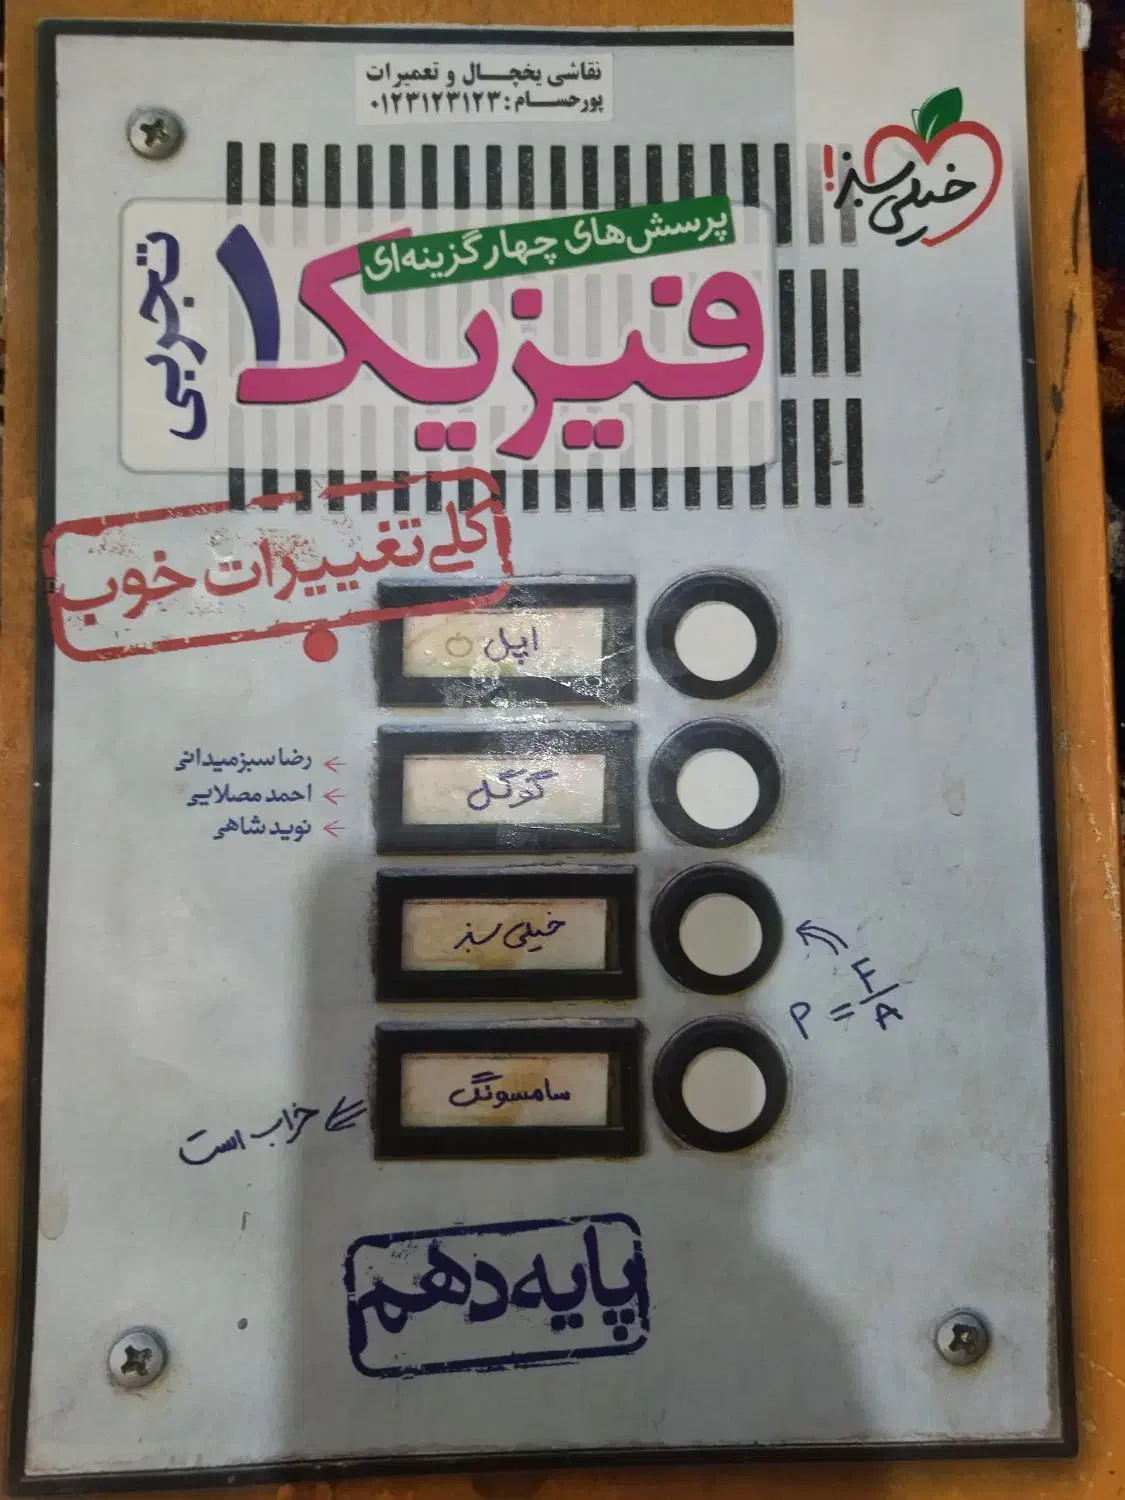 نقاشی یخچال و تعمیرات
پورحسام: ۰۱۲۳۱۲۳۱۲۳
خیلی سبز!
پرسش‌های چهارگزینه‌ای
فیزیک ۱
تجربی
کلی تغییرات خوب
اپل
رضا سبزمیدانی
احمد مصلایی
نوید شاهی
گوگل
خیلی سبز
P = F/A
سامسونگ
خراب است
پایه دهم